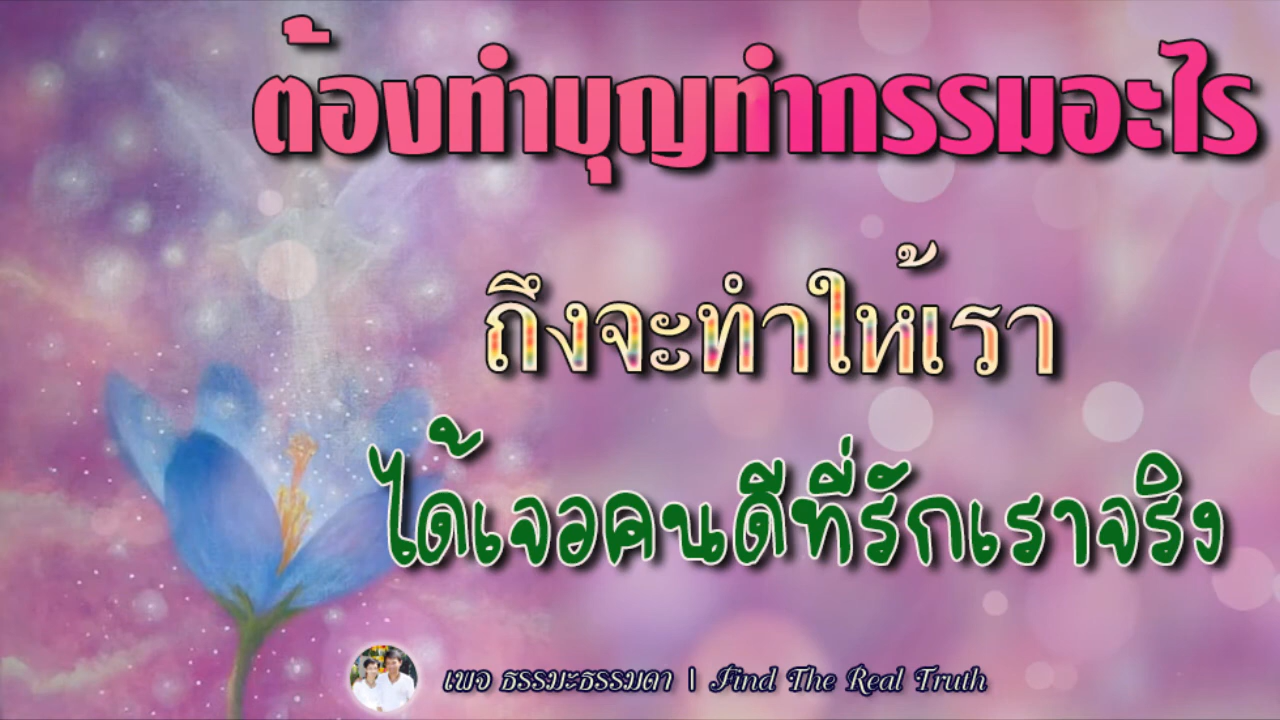 ต้องทำบุญทำกรรมอะไร
ถึงจะทำให้เรา
ได้เจอคนดีที่รักเราจริง
เพจ ธรรมะธรรมดา | Find The Real Truth